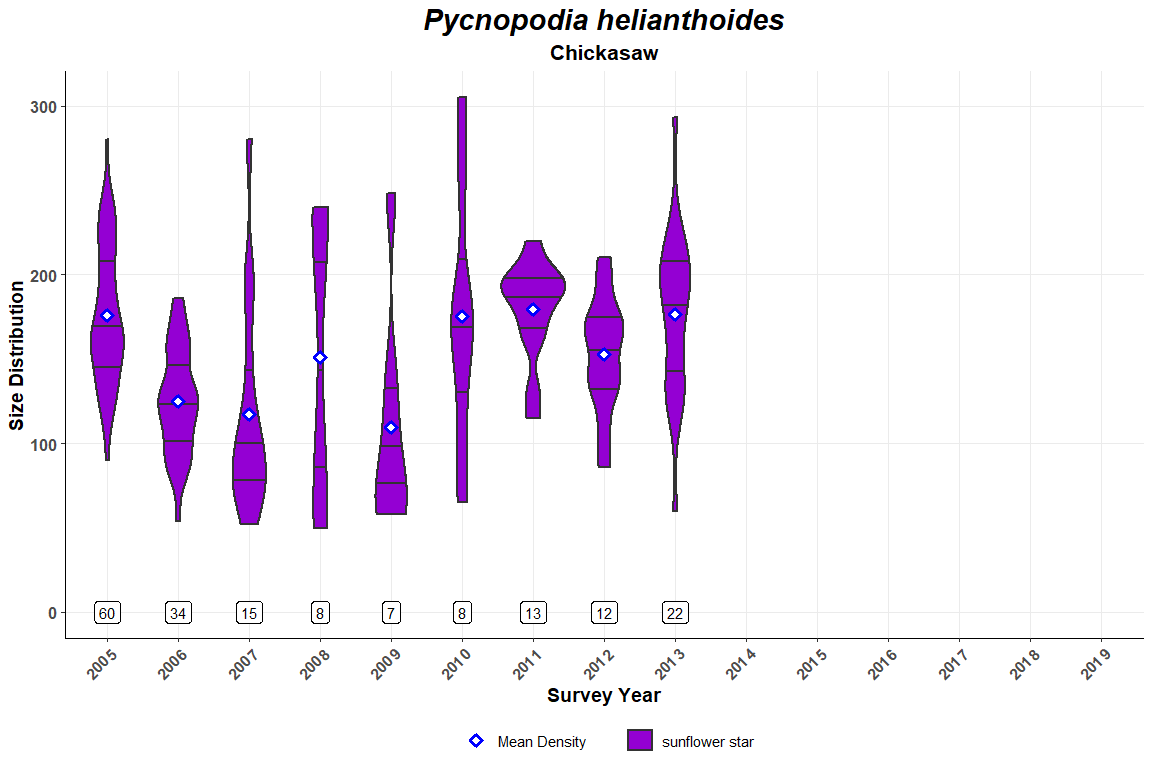 Pycnopodia helianthoides
Chickasaw
Size Distribution
300
200
100
0
60 34 15 8 7 8 13 12 22
2005 2006 2007 2008 2009 2010 2011 2012 2013 2014 2015 2016 2017 2018 2019
Survey Year
Mean Density sunflower star